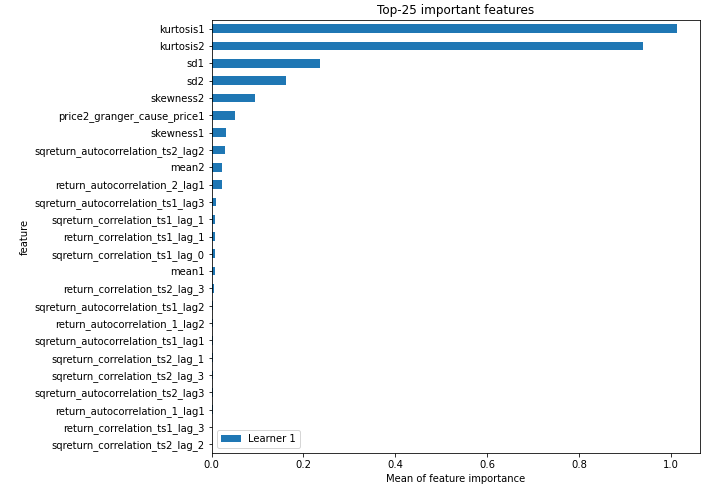 Top-25 important features
kurtosis1
kurtosis2
sd1
sd2
skewness2
price2_granger_cause_price1
skewness1
sqreturn_autocorrelation_ts2_lag2
mean2
return_autocorrelation_2_lag1
sqreturn_autocorrelation_ts1_lag3
sqreturn_correlation_ts1_lag_1
return_correlation_ts1_lag_1
sqreturn_correlation_ts1_lag_0
mean1
return_correlation_ts2_lag_3
sqreturn_autocorrelation_ts1_lag2
return_autocorrelation_1_lag2
sqreturn_autocorrelation_ts1_lag1
sqreturn_correlation_ts2_lag_1
sqreturn_correlation_ts2_lag_3
sqreturn_autocorrelation_ts2_lag3
return_autocorrelation_1_lag1
return_correlation_ts1_lag_3
sqreturn_correlation_ts2_lag_2
feature
Learner 1
0.0 0.2 0.4 0.6 0.8 1.0
Mean of feature importance